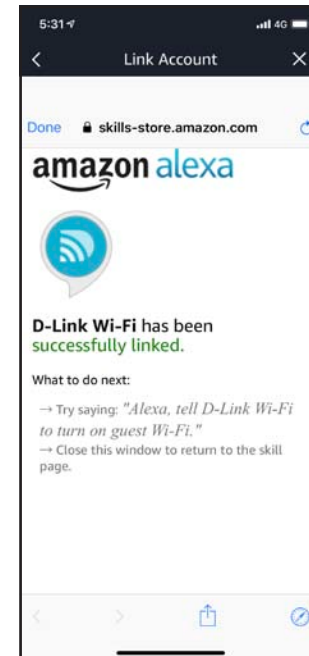 5:31 4G
Link Account
Done skills-store.amazon.com
amazon alexa
D-Link Wi-Fi has been
successfully linked.
What to do next:
→ Try saying: "Alexa, tell D-Link Wi-Fi
to turn on guest Wi-Fi."
→ Close this window to return to the skill
page.